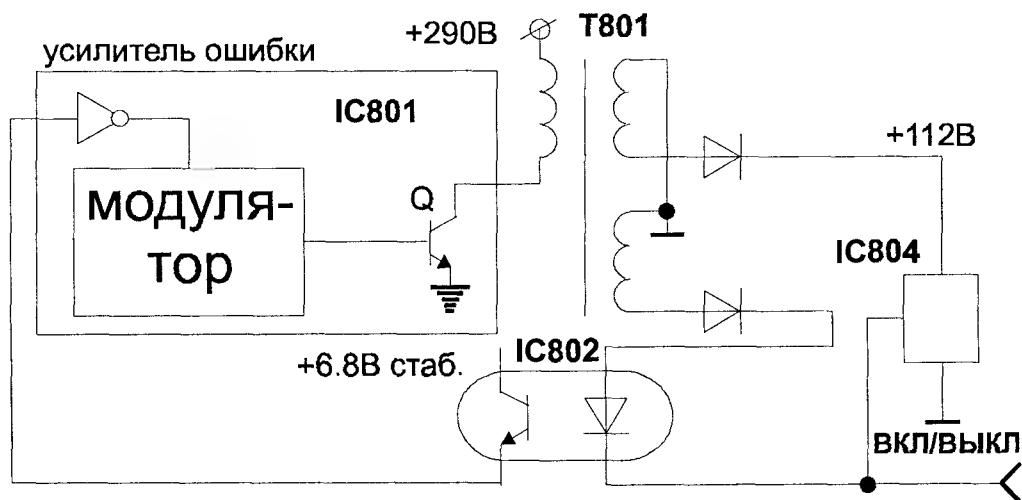 +290В
T801
усилитель ошибки
IC801
+112В
Q
модуля-
тор
IC804
+6.8В стаб.
IC802
ВКЛ/ВЫКЛ